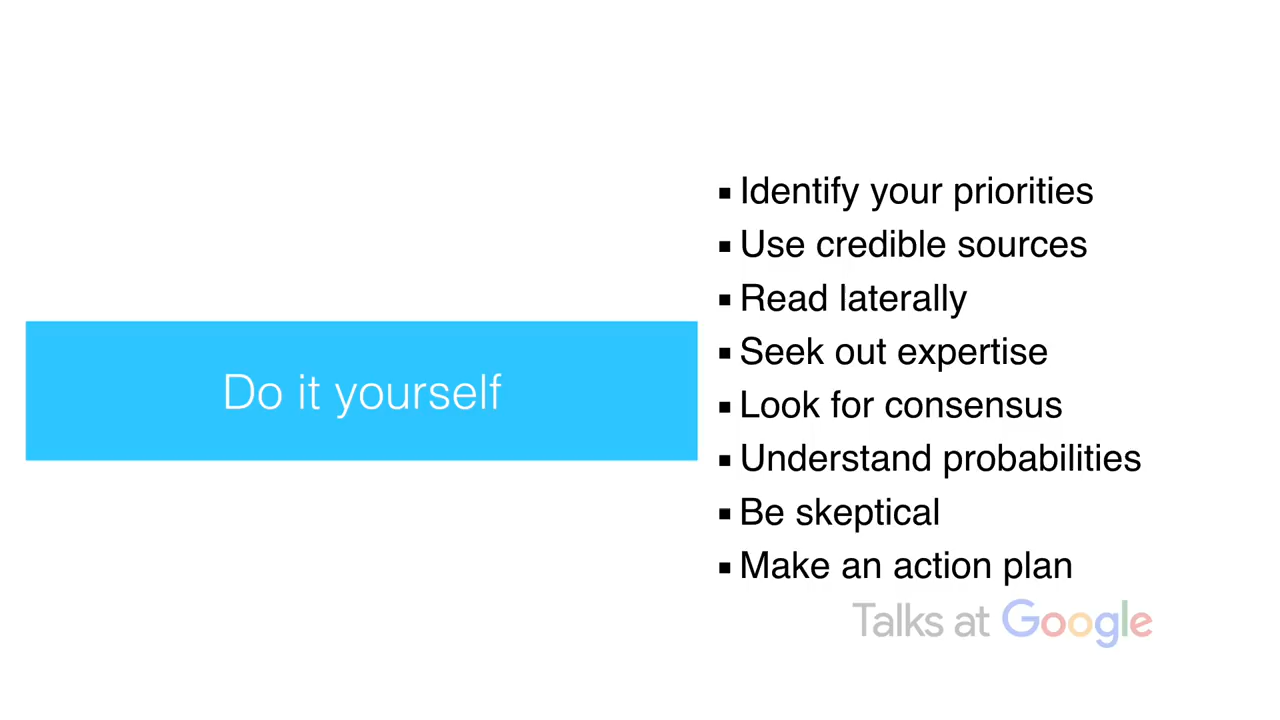 Do it yourself
▪ Identify your priorities
▪ Use credible sources
▪ Read laterally
▪ Seek out expertise
▪ Look for consensus
▪ Understand probabilities
▪ Be skeptical
▪ Make an action plan
Talks at Google